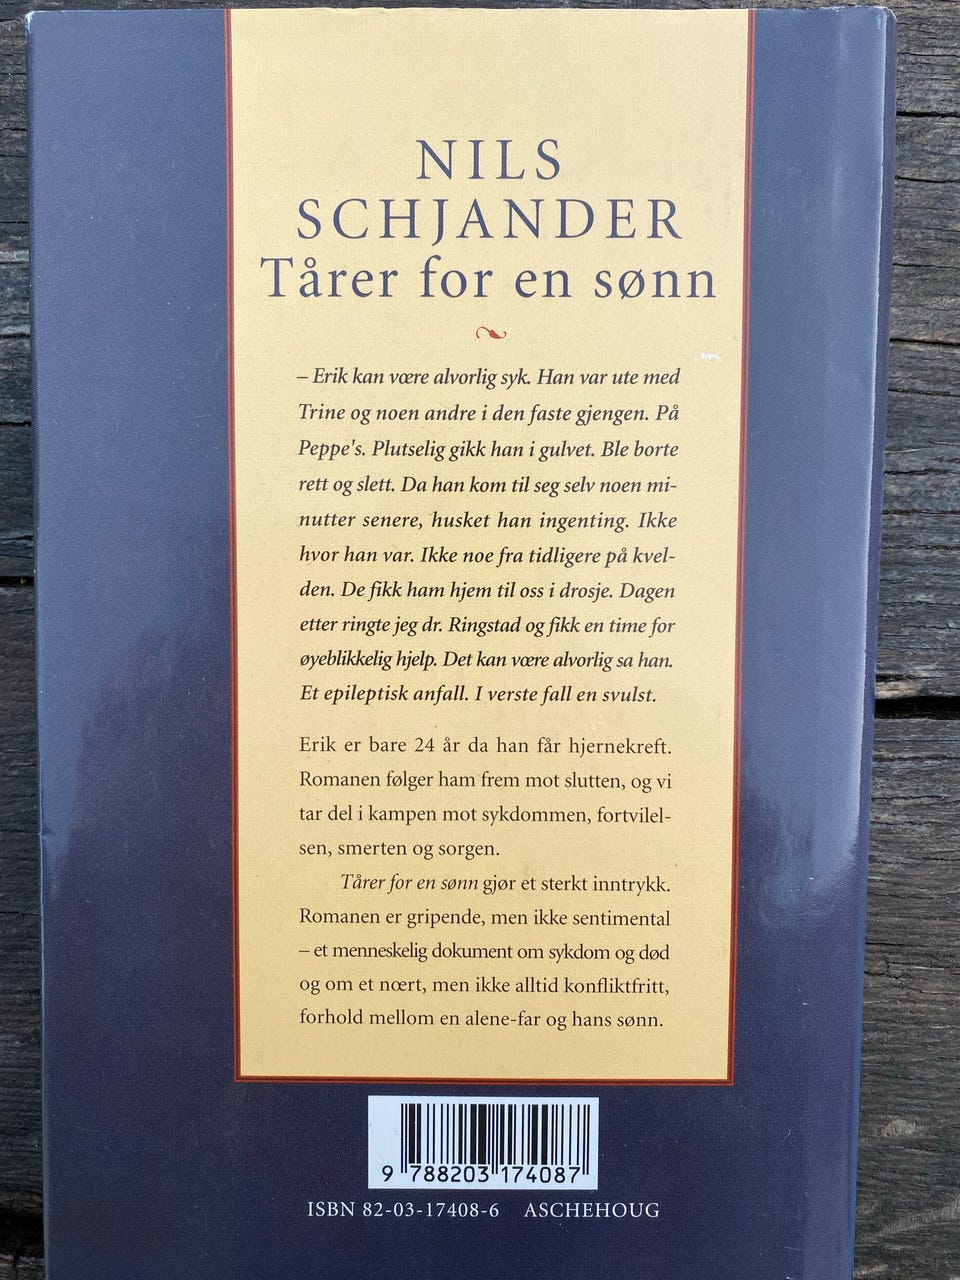 NILS
SCHJANDER
Tårer for en sønn
– Erik kan være alvorlig syk. Han var ute med
Trine og noen andre i den faste gjengen. På
Peppe's. Plutselig gikk han i gulvet. Ble borte
rett og slett. Da han kom til seg selv noen mi-
nutter senere, husket han ingenting. Ikke
hvor han var. Ikke noe fra tidligere på kvel-
den. De fikk ham hjem til oss i drosje. Dagen
etter ringte jeg dr. Ringstad og fikk en time for
øyeblikkelig hjelp. Det kan være alvorlig sa han.
Et epileptisk anfall. I verste fall en svulst.
Erik er bare 24 år da han får hjernekreft.
Romanen følger ham frem mot slutten, og vi
tar del i kampen mot sykdommen, fortvilel-
sen, smerten og sorgen.
Tårer for en sønn gjør et sterkt inntrykk.
Romanen er gripende, men ikke sentimental
– et menneskelig dokument om sykdom og død
og om et nært, men ikke alltid konfliktfritt,
forhold mellom en alene-far og hans sønn.
9 788203 174087
ISBN 82-03-17408-6 ASCHEHOUG